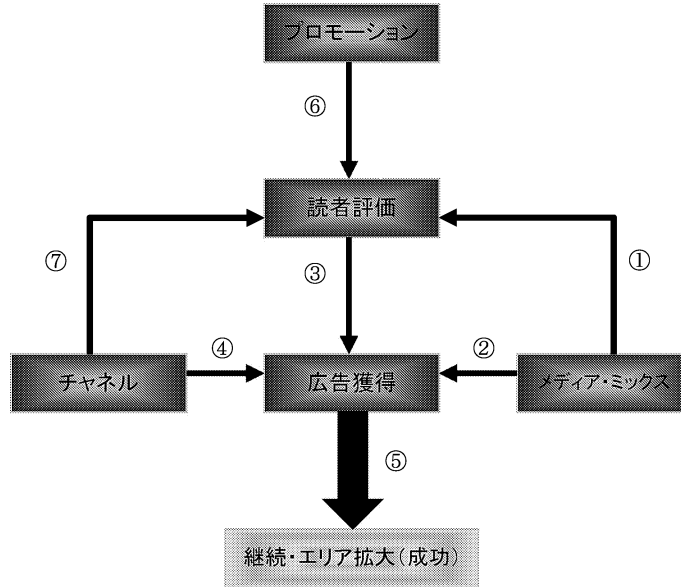 プロモーション
⑥
読者評価
⑦
③
①
チャネル
④
広告獲得
②
メディア・ミックス
⑤
継続・エリア拡大(成功)